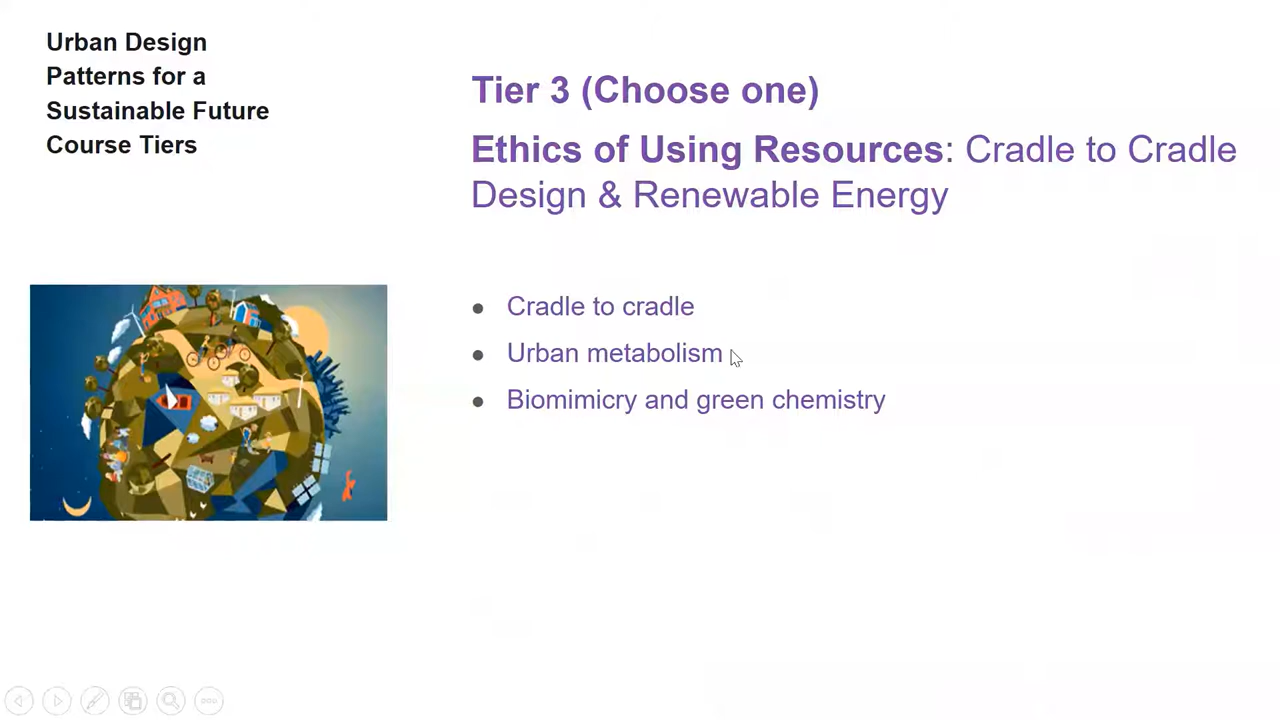 Urban Design
Patterns for a
Sustainable Future
Course Tiers
Tier 3 (Choose one)
Ethics of Using Resources: Cradle to Cradle
Design & Renewable Energy
● Cradle to cradle
● Urban metabolism
● Biomimicry and green chemistry